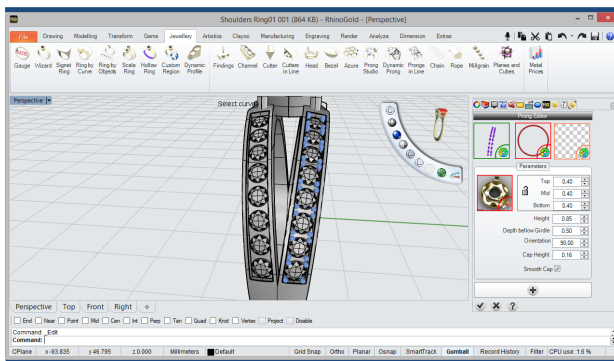 Shoulders Ring01 001 (864 KB) - RhinoGold - [Perspective]
File Drawing Modelling Transform Gems Jewellery Artistics Clayoo Manufacturing Engraving Render Analyze Dimension Extras
Gauge Wizard Signet Ring Ring by Curve Ring by Objects Scale Ring Hollow Ring Custom Region Dynamic Profile Findings Channel Cutter Cutters in Line Head Bezel Azure Prong Studio Dynamic Prong Prongs in Line Chain Rope Millgrain Planes and Cubes Metal Prices
Perspective
Select curve
Prong Editor
Parameters
Top 0,40
Mid 0,40
Bottom 0,40
Height 0,85
Depth bellow Girdle 0,50
Orientation 90,00
Cap Height 0,16
Smooth Cap
Perspective Top Front Right
End Near Point Mid Cen Int Perp Tan Quad Knot Vertex Project Disable
Command: _Edit
Command:
CPlane x -93.835 y 46.795 z 0.000 Millimeters Default Grid Snap Ortho Planar Osnap SmartTrack Gumball Record History Filter CPU use: 1.6 %